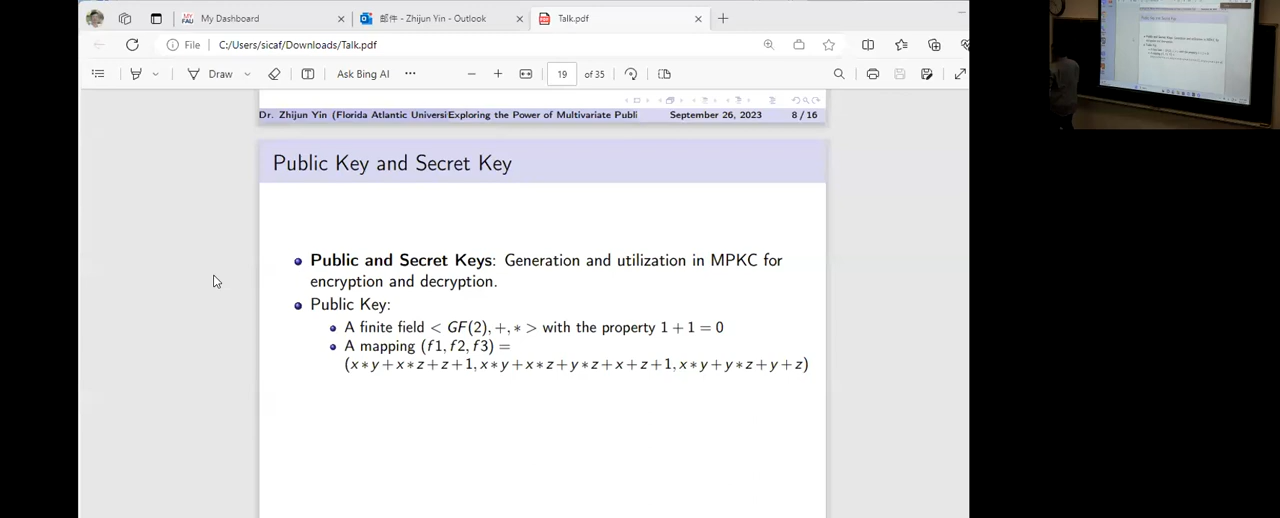 My Dashboard
邮件 - Zhijun Yin - Outlook
Talk.pdf
File
C:/Users/sicaf/Downloads/Talk.pdf
Draw
Ask Bing AI
19 of 35
Dr. Zhijun Yin (Florida Atlantic Universi Exploring the Power of Multivariate Publi September 26, 2023 8 / 16
Public Key and Secret Key
Public and Secret Keys: Generation and utilization in MPKC for
encryption and decryption.
Public Key:
A finite field < GF(2), +, * > with the property 1 + 1 = 0
A mapping (f1, f2, f3) =
(x*y+x*z+z+1, x*y+x*z+y*z+x+z+1, x*y+y*z+y+z)